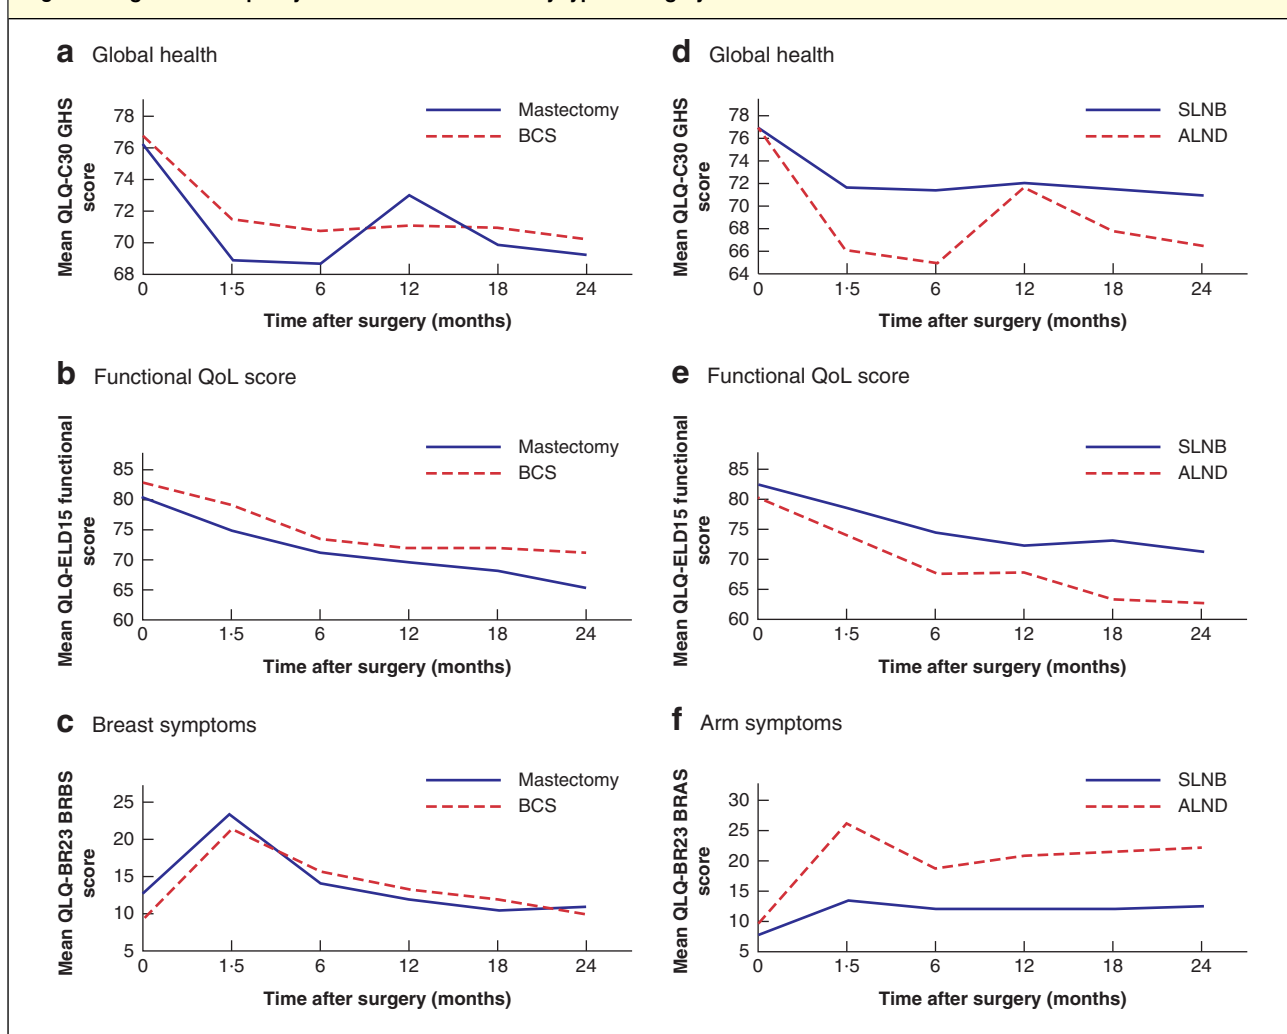 a Global health
Mean QLQ-C30 GHS
score
78
76
74
72
70
68
Mastectomy
BCS
0 1·5 6 12 18 24
Time after surgery (months)
d Global health
Mean QLQ-C30 GHS
score
78
76
74
72
70
68
66
64
SLNB
ALND
0 1·5 6 12 18 24
Time after surgery (months)
b Functional QoL score
Mean QLQ-ELD15 functional
score
85
80
75
70
65
60
Mastectomy
BCS
0 1·5 6 12 18 24
Time after surgery (months)
e Functional QoL score
Mean QLQ-ELD15 functional
score
85
80
75
70
65
60
SLNB
ALND
0 1·5 6 12 18 24
Time after surgery (months)
c Breast symptoms
Mean QLQ-BR23 BRBS
score
25
20
15
10
5
Mastectomy
BCS
0 1·5 6 12 18 24
Time after surgery (months)
f Arm symptoms
Mean QLQ-BR23 BRAS
score
30
25
20
15
10
5
SLNB
ALND
0 1·5 6 12 18 24
Time after surgery (months)